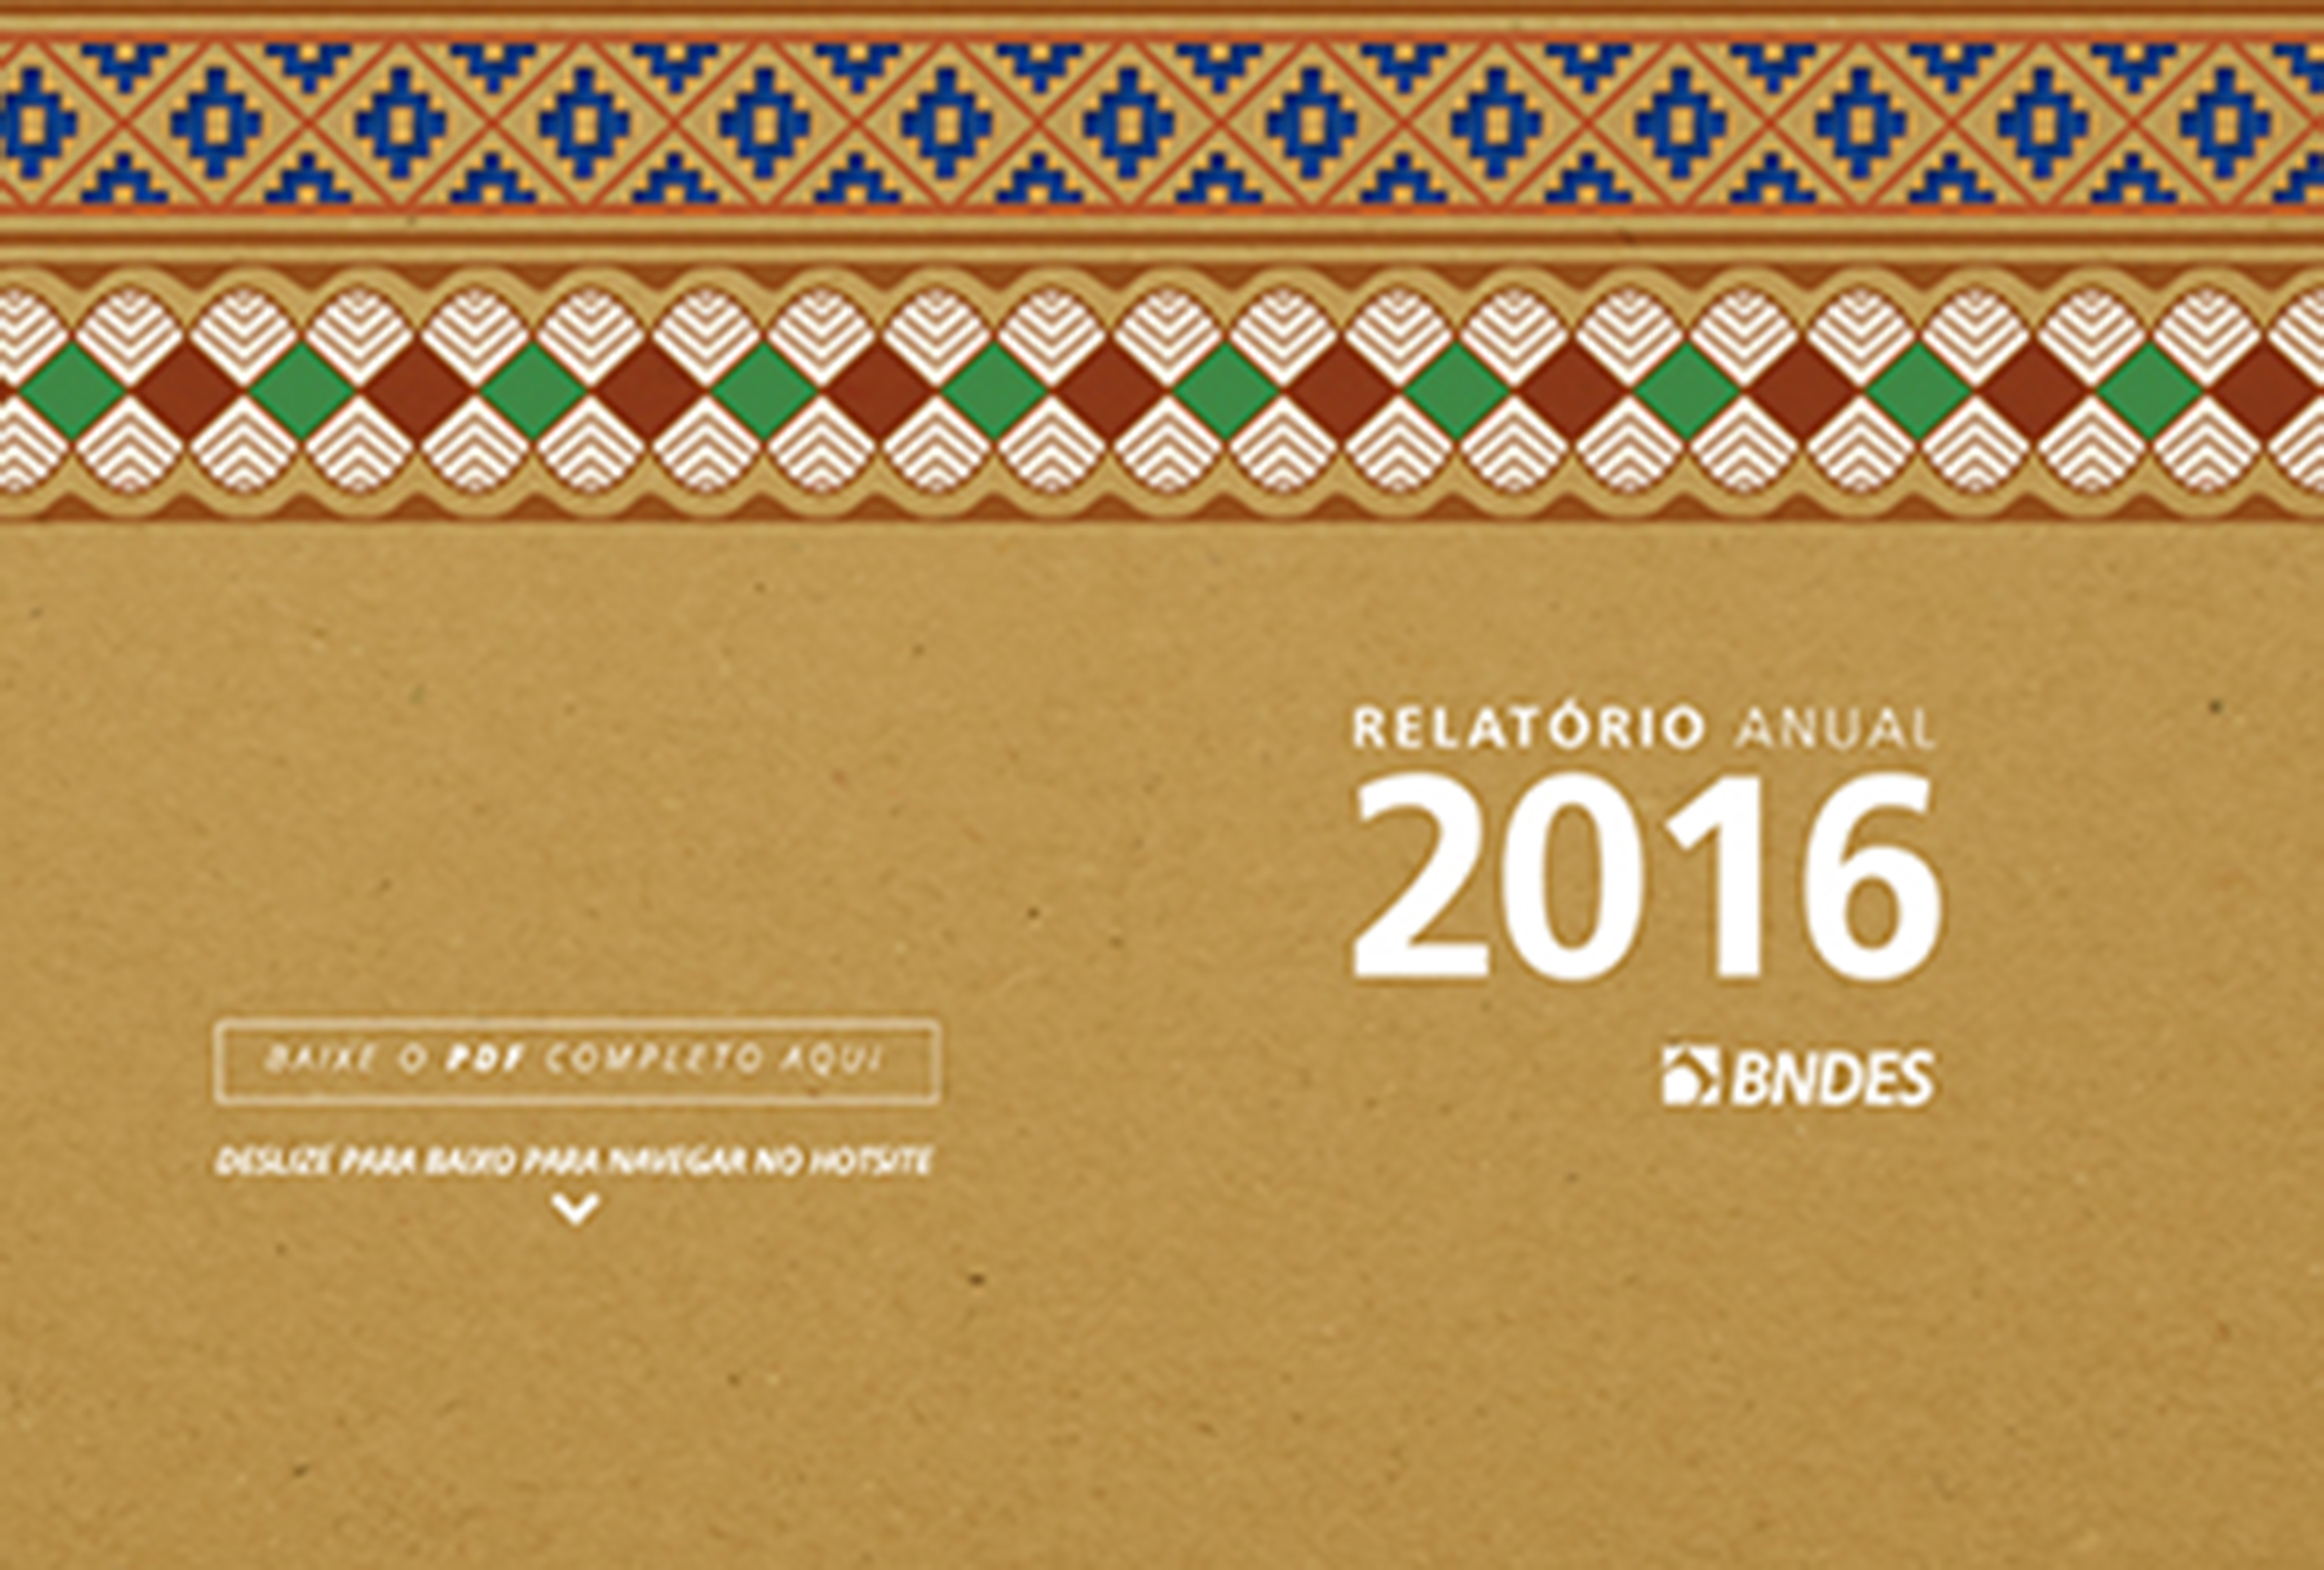 RELATÓRIO ANUAL
2016
BNDES
BAIXE O PDF COMPLETO AQUI
DESLIZE PARA BAIXO PARA NAVEGAR NO HOTSITE